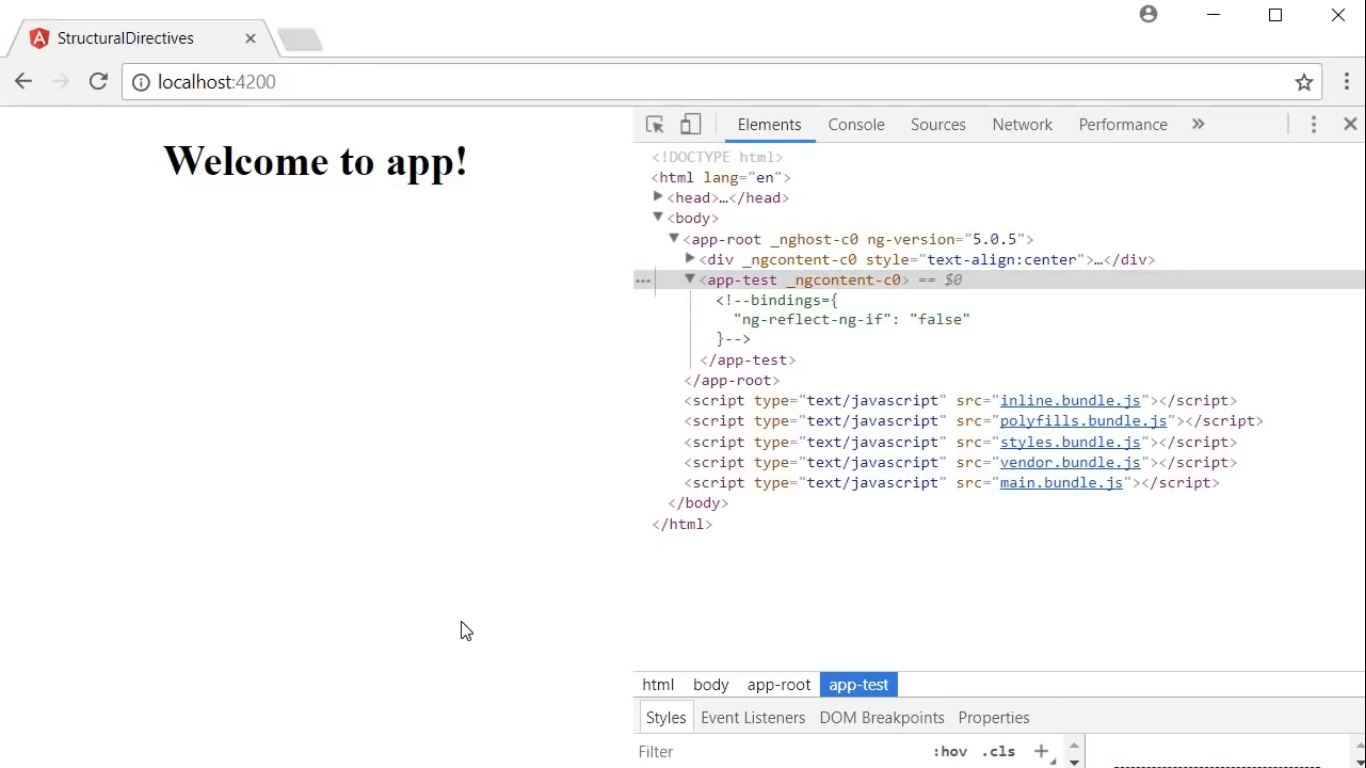 StructuralDirectives
localhost:4200
Welcome to app!
Elements Console Sources Network Performance »
<!DOCTYPE html>
<html lang="en">
<head>…</head>
<body>
<app-root _nghost-c0 ng-version="5.0.5">
<div _ngcontent-c0 style="text-align:center">…</div>
<app-test _ngcontent-c0> == $0
<!--bindings={
"ng-reflect-ng-if": "false"
}-->
</app-test>
</app-root>
<script type="text/javascript" src="inline.bundle.js"></script>
<script type="text/javascript" src="polyfills.bundle.js"></script>
<script type="text/javascript" src="styles.bundle.js"></script>
<script type="text/javascript" src="vendor.bundle.js"></script>
<script type="text/javascript" src="main.bundle.js"></script>
</body>
</html>
html body app-root app-test
Styles Event Listeners DOM Breakpoints Properties
Filter :hov .cls +